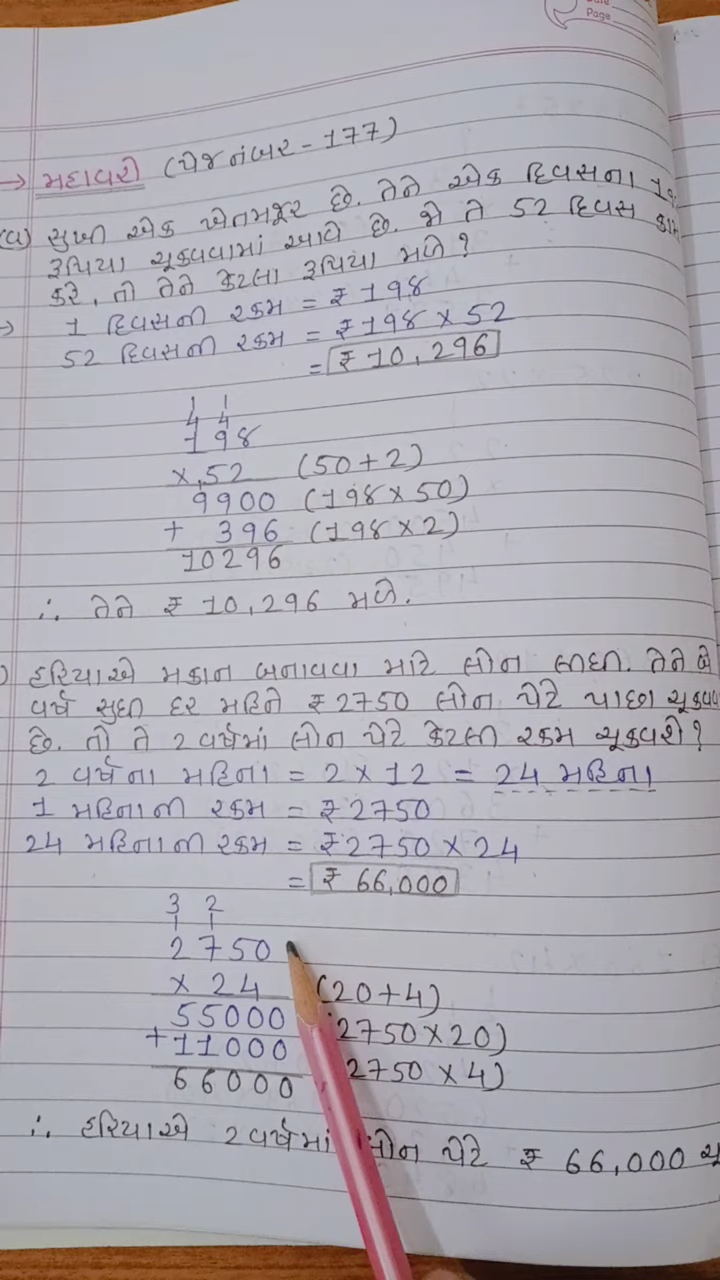 Page
→ મહાવરો (પેજ નંબર - 177)
સુખી એક ખેતમજૂર છે. તેને એક દિવસના
રૂપિયા ચૂકવવામાં આવે છે. જો તે 52 દિવસ કામ
કરે, તો તેને કેટલા રૂપિયા મળે?
→ 1 દિવસની રકમ = ₹ 198
52 દિવસની રકમ = ₹ 198 × 52
= ₹ 10,296
1 1
4 4
198
× 52 (50+2)
9900 (198×50)
+ 396 (198×2)
10296
∴ તેને ₹ 10,296 મળે.
) હરિયાએ મકાન બનાવવા માટે લોન લીધી. તેને બે
વર્ષ સુધી દર મહિને ₹ 2750 લોન પેટે પાછા ચૂકવવા
છે. તો તે 2 વર્ષમાં લોન પેટે કેટલી રકમ ચૂકવશે?
2 વર્ષના મહિના = 2 × 12 = 24 મહિના
1 મહિનાની રકમ = ₹ 2750
24 મહિનાની રકમ = ₹ 2750 × 24
= ₹ 66,000
3 2
1 1
2750
× 24 (20+4)
55000 2750×20)
+ 11000 2750×4)
66000
∴ હરિયાએ 2 વર્ષમાં લોન પેટે ₹ 66,000 ચૂ